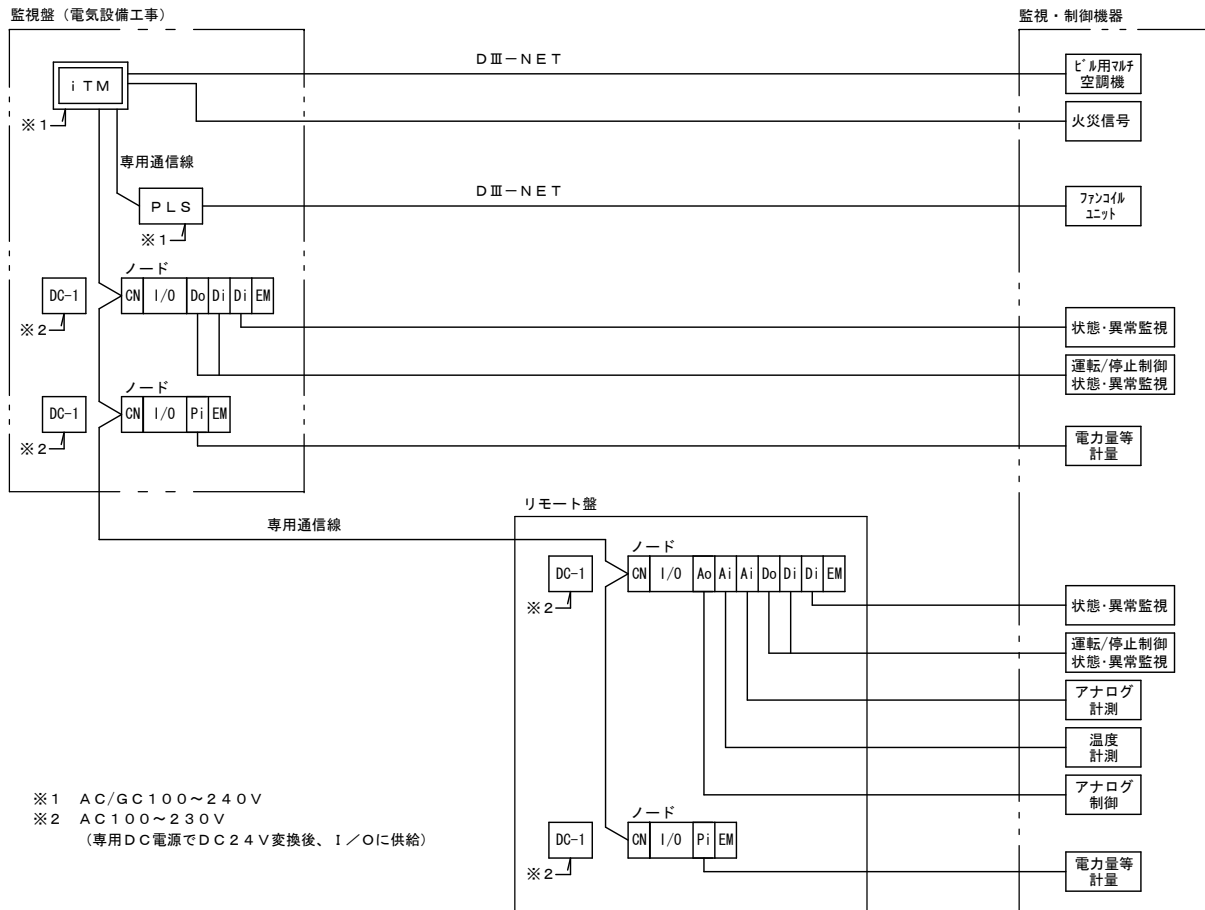 監視盤（電気設備工事）
監視・制御機器
ｉＴＭ
※１
ＤⅢ－ＮＥＴ
ﾋﾞﾙ用ﾏﾙﾁ
空調機
火災信号
専用通信線
ＰＬＳ
※１
ＤⅢ－ＮＥＴ
ﾌｧﾝｺｲﾙ
ﾕﾆｯﾄ
ノード
DC-1
※２
CN I/O Do Di Di EM
状態･異常監視
運転/停止制御
状態･異常監視
ノード
DC-1
※２
CN I/O Pi EM
電力量等
計量
専用通信線
リモート盤
ノード
DC-1
※２
CN I/O Ao Ai Ai Do Di Di EM
状態･異常監視
運転/停止制御
状態･異常監視
アナログ
計測
温度
計測
アナログ
制御
ノード
DC-1
※２
CN I/O Pi EM
電力量等
計量
※１　ＡＣ/ＧＣ１００～２４０Ｖ
※２　ＡＣ１００～２３０Ｖ
（専用ＤＣ電源でＤＣ２４Ｖ変換後、Ｉ／Ｏに供給）